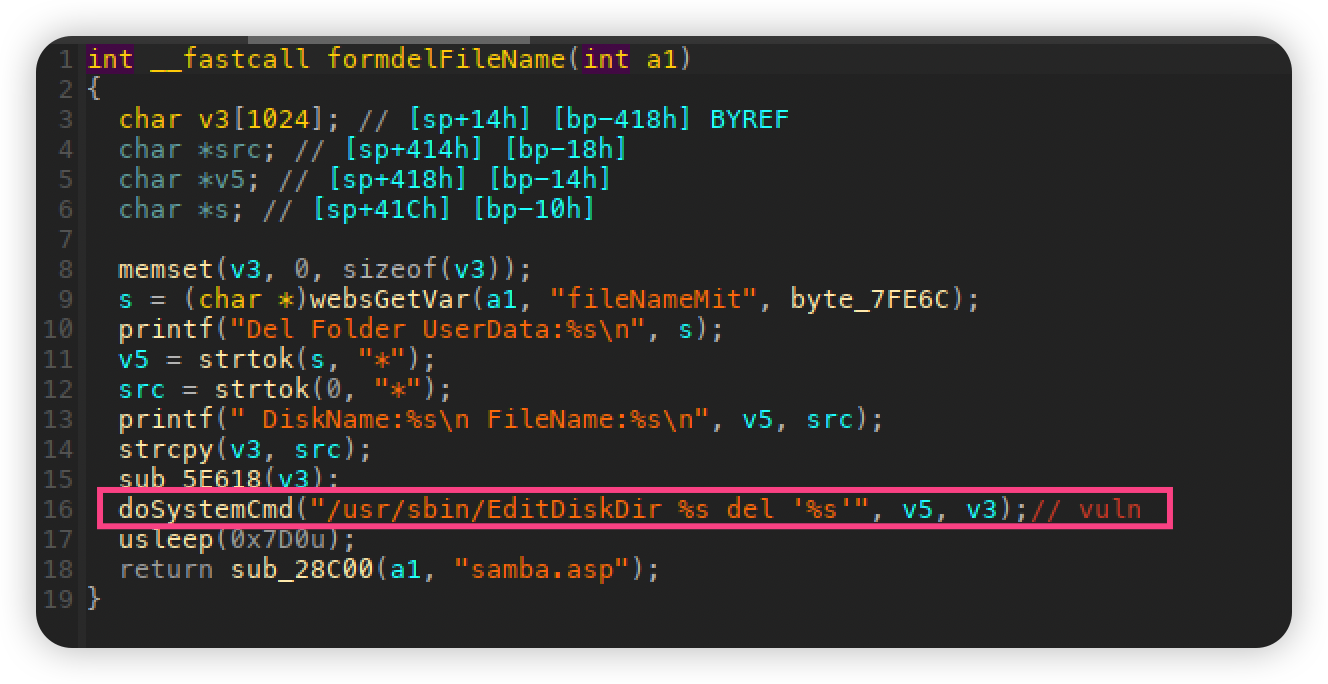 1 int __fastcall formdelFileName(int a1)
2 {
3 char v3[1024]; // [sp+14h] [bp-418h] BYREF
4 char *src; // [sp+414h] [bp-18h]
5 char *v5; // [sp+418h] [bp-14h]
6 char *s; // [sp+41Ch] [bp-10h]
7
8 memset(v3, 0, sizeof(v3));
9 s = (char *)websGetVar(a1, "fileNameMit", byte_7FE6C);
10 printf("Del Folder UserData:%s\n", s);
11 v5 = strtok(s, "*");
12 src = strtok(0, "*");
13 printf(" DiskName:%s\n FileName:%s\n", v5, src);
14 strcpy(v3, src);
15 sub_5E618(v3);
16 doSystemCmd("/usr/sbin/EditDiskDir %s del '%s'", v5, v3);// vuln
17 usleep(0x7D0u);
18 return sub_28C00(a1, "samba.asp");
19 }